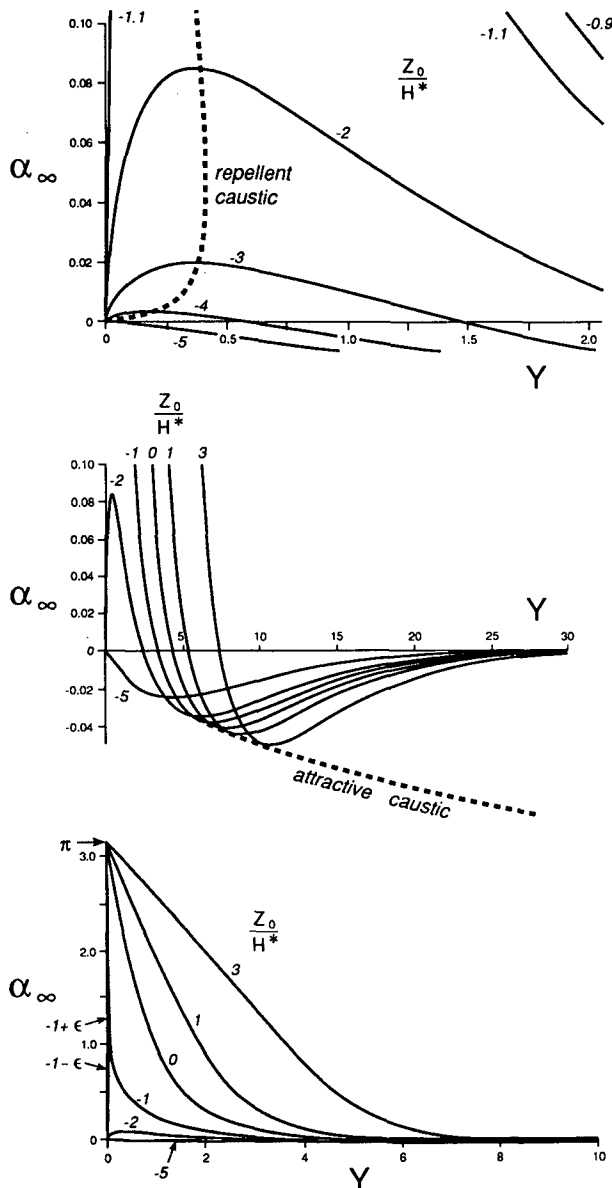 0.10
0.08
0.06
0.04
0.02
0
α∞
-1.1
Z0
H*
-1.1
-0.9
-2
repellent
caustic
-3
-4
-5
0 0.5 1.0 1.5 2.0
Y
Z0
H*
-1 0 1 3
-2
0.10
0.08
0.06
0.04
0.02
0
-0.02
-0.04
α∞
Y
5 10 15 20 25 30
-5
attractive caustic
π
3.0
2.0
1.0
0
α∞
Z0
H*
3
1
0
-1+ ϵ
-1− ϵ
-1
-2
-5
0 2 4 6 8 10
Y